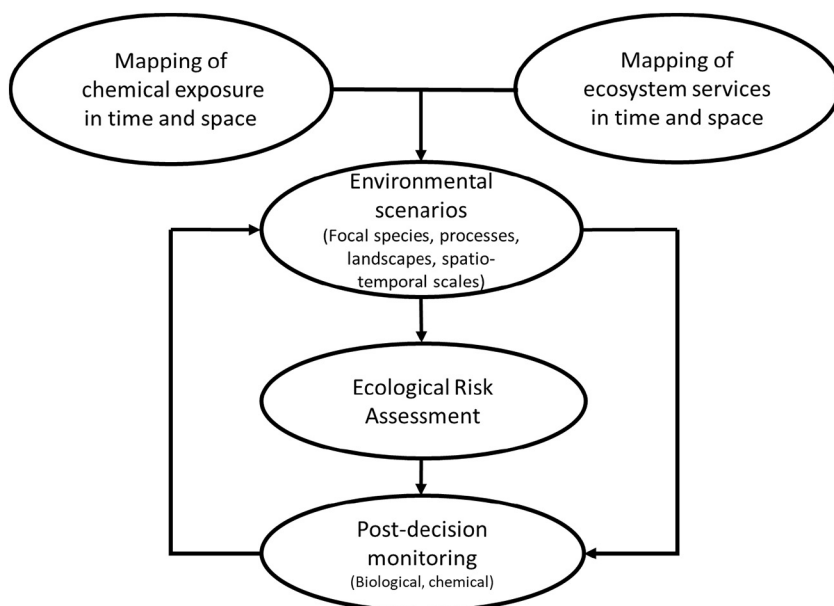 Mapping of
chemical exposure
in time and space
Mapping of
ecosystem services
in time and space
Environmental
scenarios
(Focal species, processes,
landscapes, spatio-
temporal scales)
Ecological Risk
Assessment
Post-decision
monitoring
(Biological, chemical)